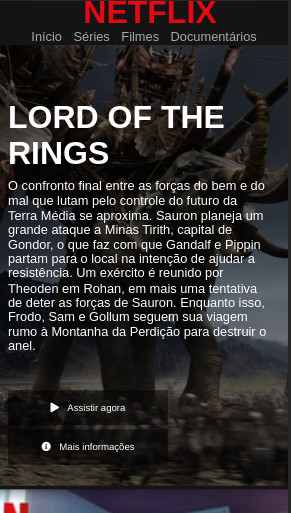 NETFLIX
Início Séries Filmes Documentários
LORD OF THE
RINGS
O confronto final entre as forças do bem e do
mal que lutam pelo controle do futuro da
Terra Média se aproxima. Sauron planeja um
grande ataque a Minas Tirith, capital de
Gondor, o que faz com que Gandalf e Pippin
partam para o local na intenção de ajudar a
resistência. Um exército é reunido por
Theoden em Rohan, em mais uma tentativa
de deter as forças de Sauron. Enquanto isso,
Frodo, Sam e Gollum seguem sua viagem
rumo à Montanha da Perdição para destruir o
anel.
Assistir agora
Mais informações
N